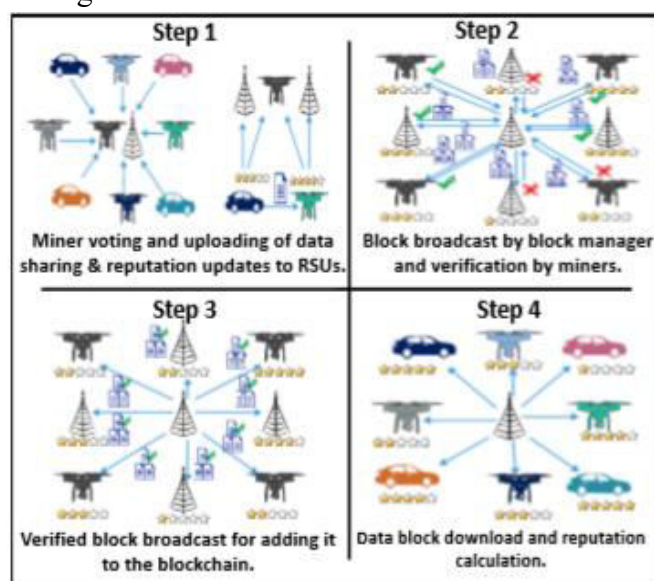 Step 1
Miner voting and uploading of data
sharing & reputation updates to RSUs.
Step 2
Block broadcast by block manager
and verification by miners.
Step 3
Verified block broadcast for adding it
to the blockchain.
Step 4
Data block download and reputation
calculation.